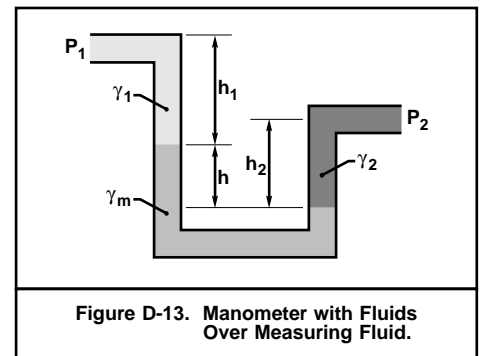 P₁
γ₁
h₁
P₂
h₂
h
γ₂
γₘ
Figure D-13. Manometer with Fluids
Over Measuring Fluid.